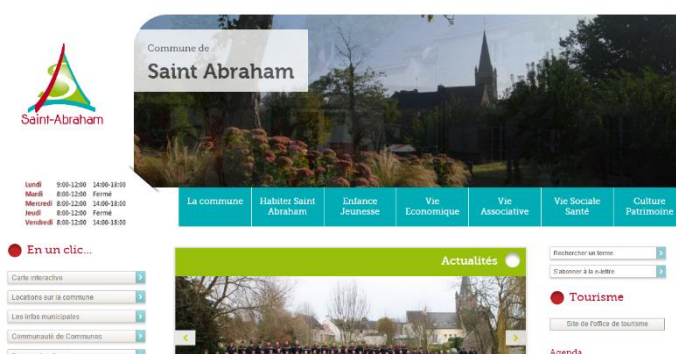 Commune de
Saint Abraham
Saint-Abraham
Lundi 9:00-12:00 14:00-18:00
Mardi 8:00-12:00 Fermé
Mercredi 8:00-12:00 14:00-18:00
Jeudi 8:00-12:00 Fermé
Vendredi 8:00-12:00 14:00-18:00
La commune
Habiter Saint
Abraham
Enfance
Jeunesse
Vie
Economique
Vie
Associative
Vie Sociale
Santé
Culture
Patrimoine
En un clic...
Carte interactive
Locations sur la commune
Les infos municipales
Communauté de Communes
Actualités
Rechercher un terme
S'abonner à la e-lettre
Tourisme
Site de l'office de tourisme
Agenda